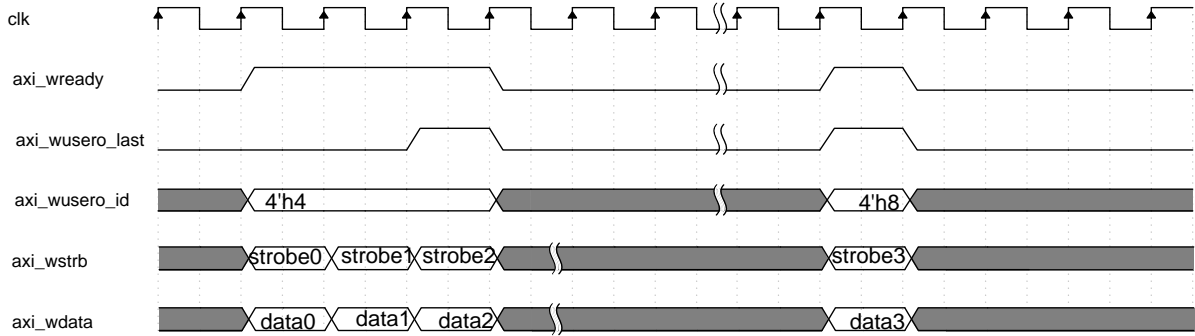 clk
axi_wready
axi_wusero_last
axi_wusero_id 4'h4 4'h8
axi_wstrb strobe0 strobe1 strobe2 strobe3
axi_wdata data0 data1 data2 data3